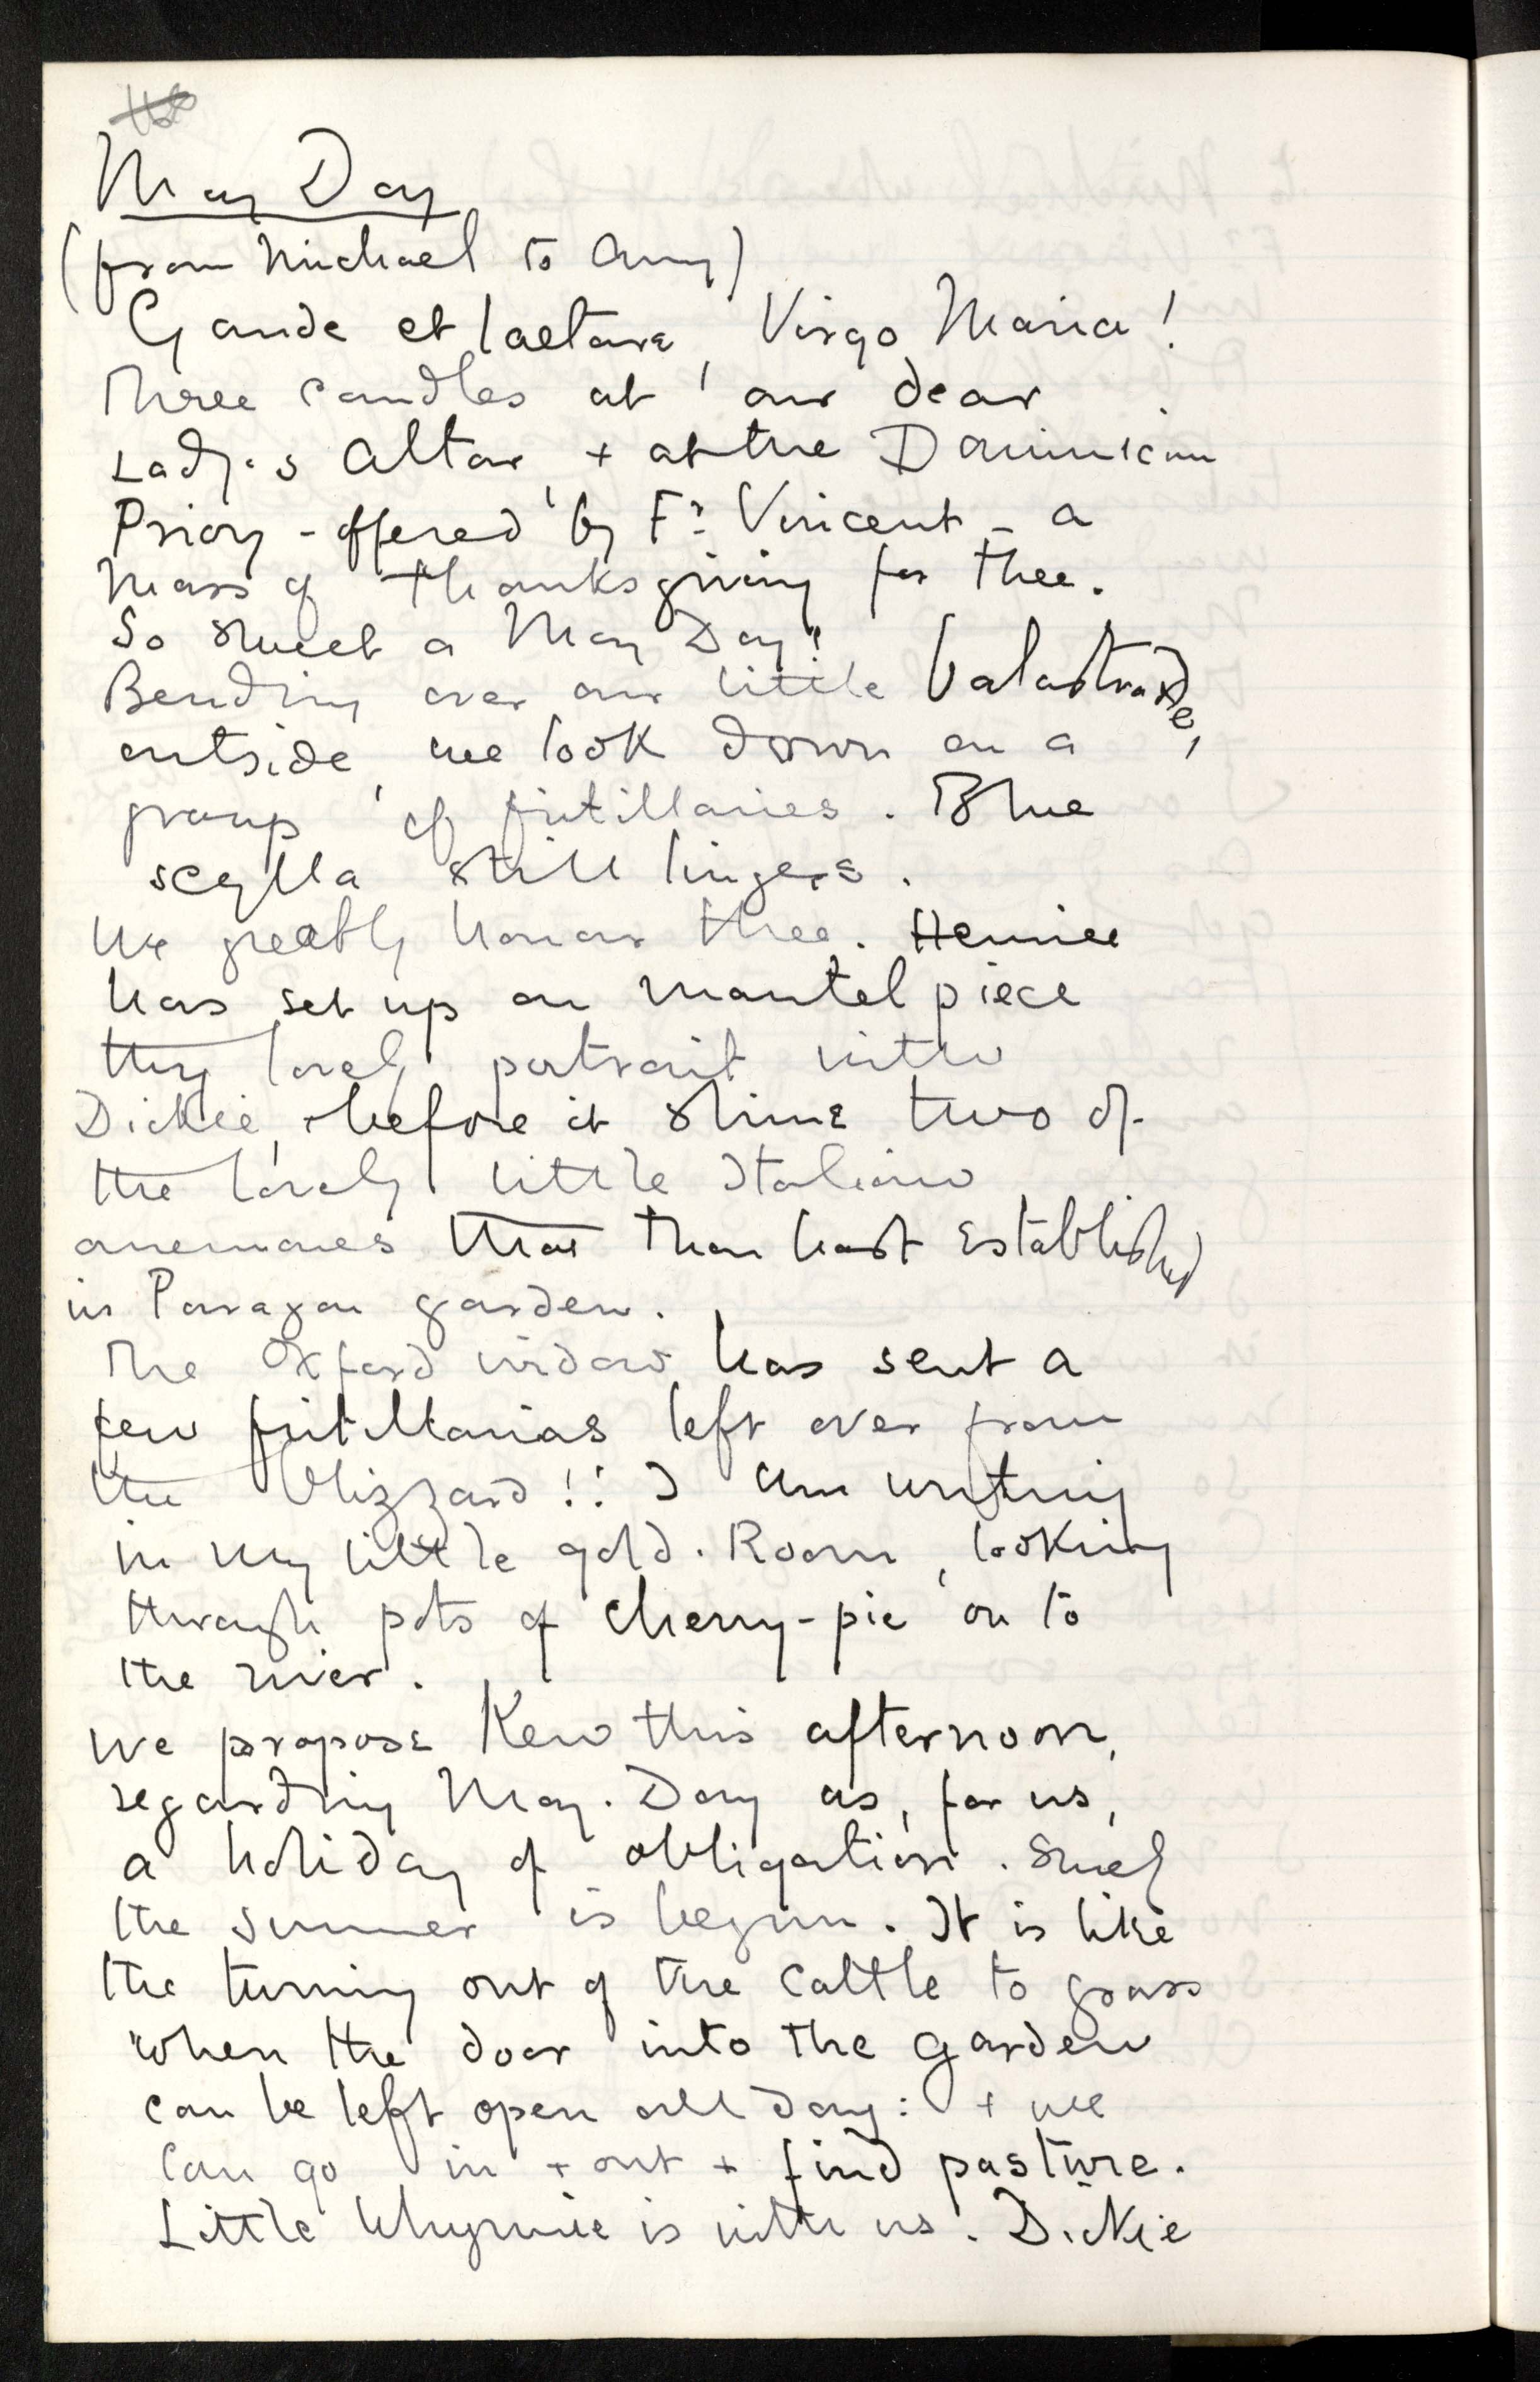 May Day
(from Michael to Amy)
Gaude et laetare, Virgo Maria!
Three candles at our dear
Lady's Altar, + at the Dominican
Priory - offered by Fr. Vincent - a
Mass of Thanksgiving for thee.
So sweet a May Day!
Bending over our little balustrade,
outside, we look down on a
group of fritillaries. Blue
scylla still lingers.
We greatly honour thee. Hennie
has set up on mantel piece
thy lovely portrait with
Dickie, + before it shine two of
the lovely little Italian
anemones that thou hast established
in Paragon garden.
The Oxford widow has sent a
few fritillarias left over from
the blizzard!! I am writing
in my little gold. Room, looking
through pots of cherry-pie on to
the river.
We propose Kew this afternoon,
regarding May. Day as, for us,
a holiday of obligation. Surely
the summer is begun. It is like
the turning out of the cattle to grass
when the door into the garden
can be left open all day: + we
can go in + out + find pasture.
Little Whymie is with us. Dickie